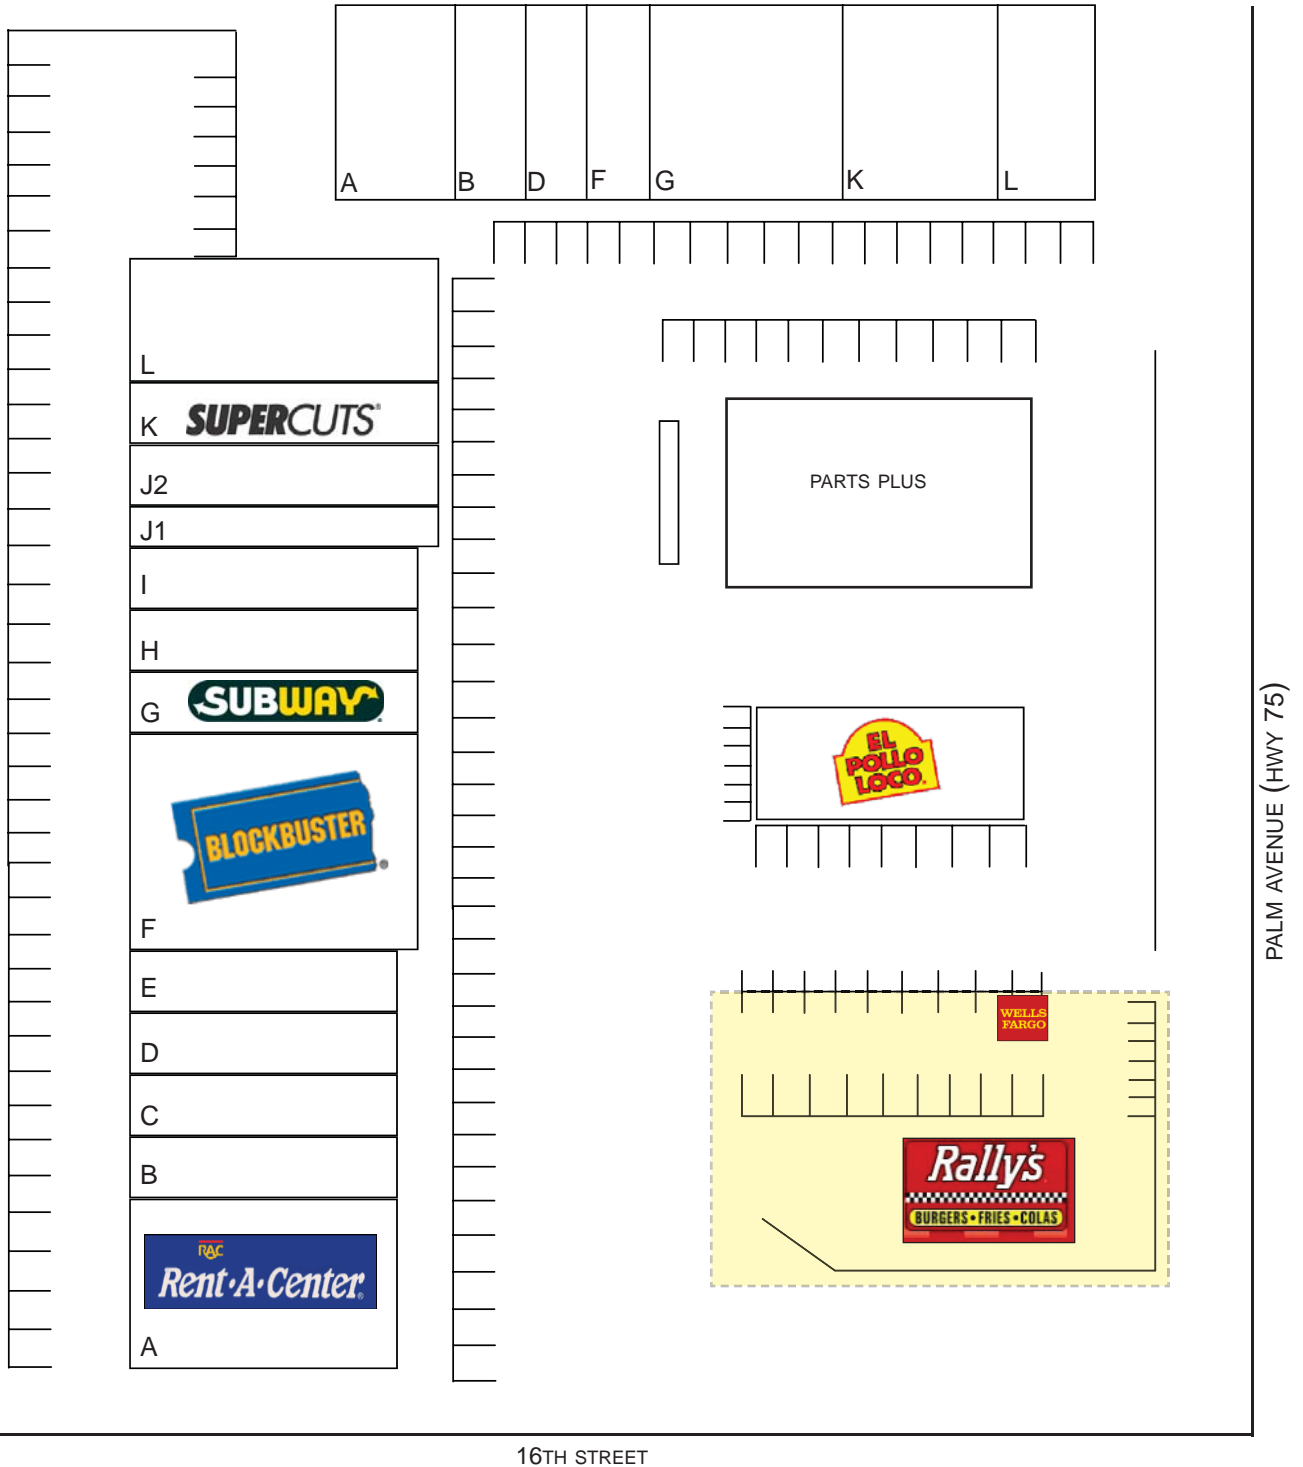 A
B
D
F
G
K
L
L
K SUPERCUTS®
J2
J1
I
H
G SUBWAY®
BLOCKBUSTER®
F
E
D
C
B
RAC
Rent•A•Center®
A
PARTS PLUS
EL
POLLO
LOCO®
WELLS
FARGO
Rally's
BURGERS•FRIES•COLAS
PALM AVENUE (HWY 75)
16TH STREET